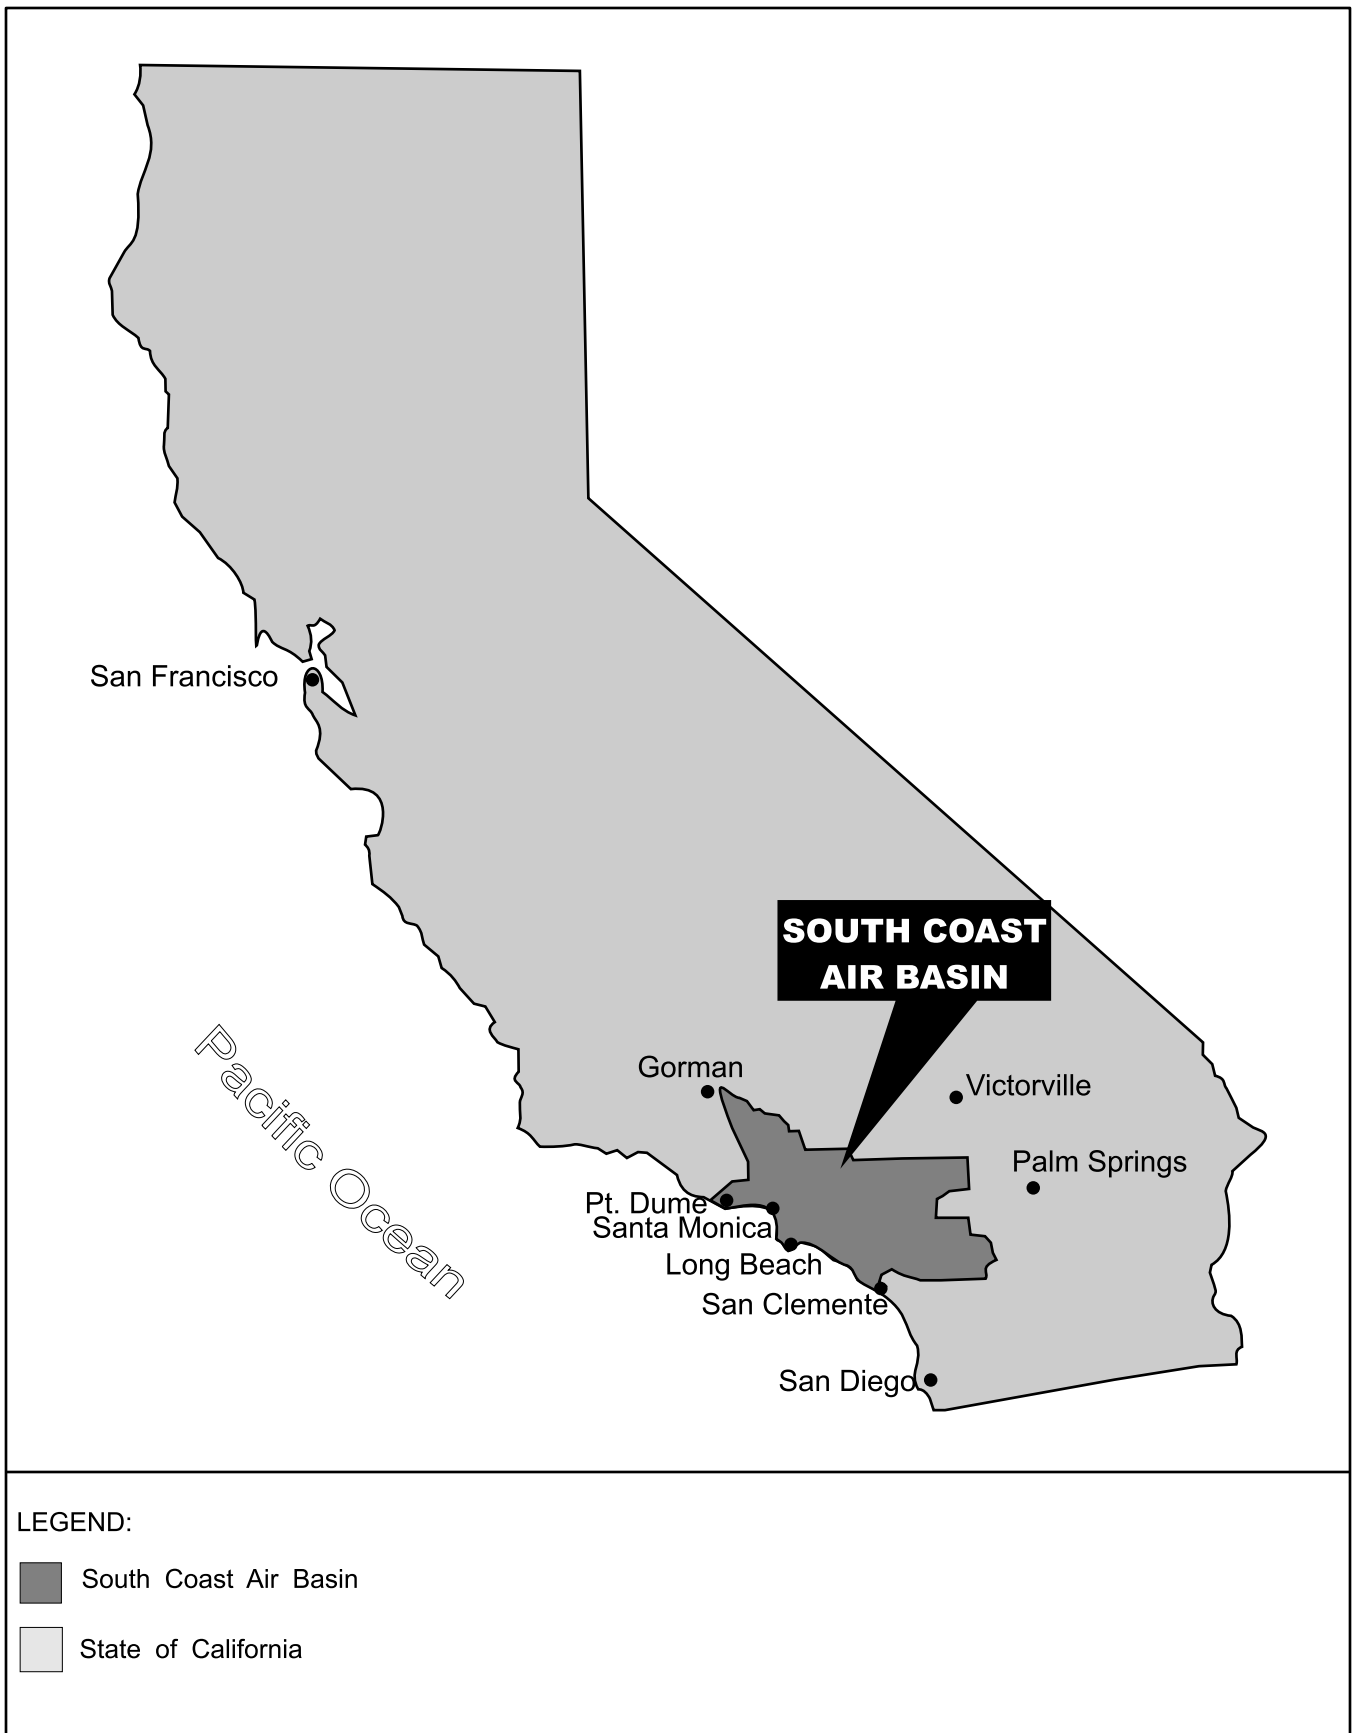 San Francisco
SOUTH COAST
AIR BASIN
Gorman
Victorville
Palm Springs
Pt. Dume
Santa Monica
Long Beach
San Clemente
San Diego
Pacific Ocean
LEGEND:
South Coast Air Basin
State of California